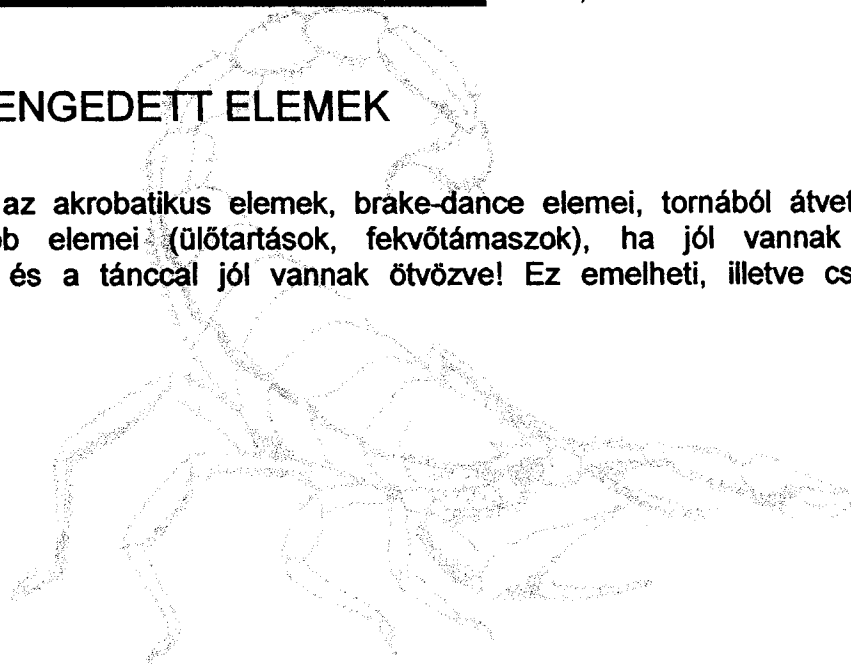 ENGEDETT ELEMEK
az akrobatikus elemek, brake-dance elemei, tornából átvet
bb elemei (ülőtartások, fekvőtámaszok), ha jól vannak
és a tánccal jól vannak ötvözve! Ez emelheti, illetve cs